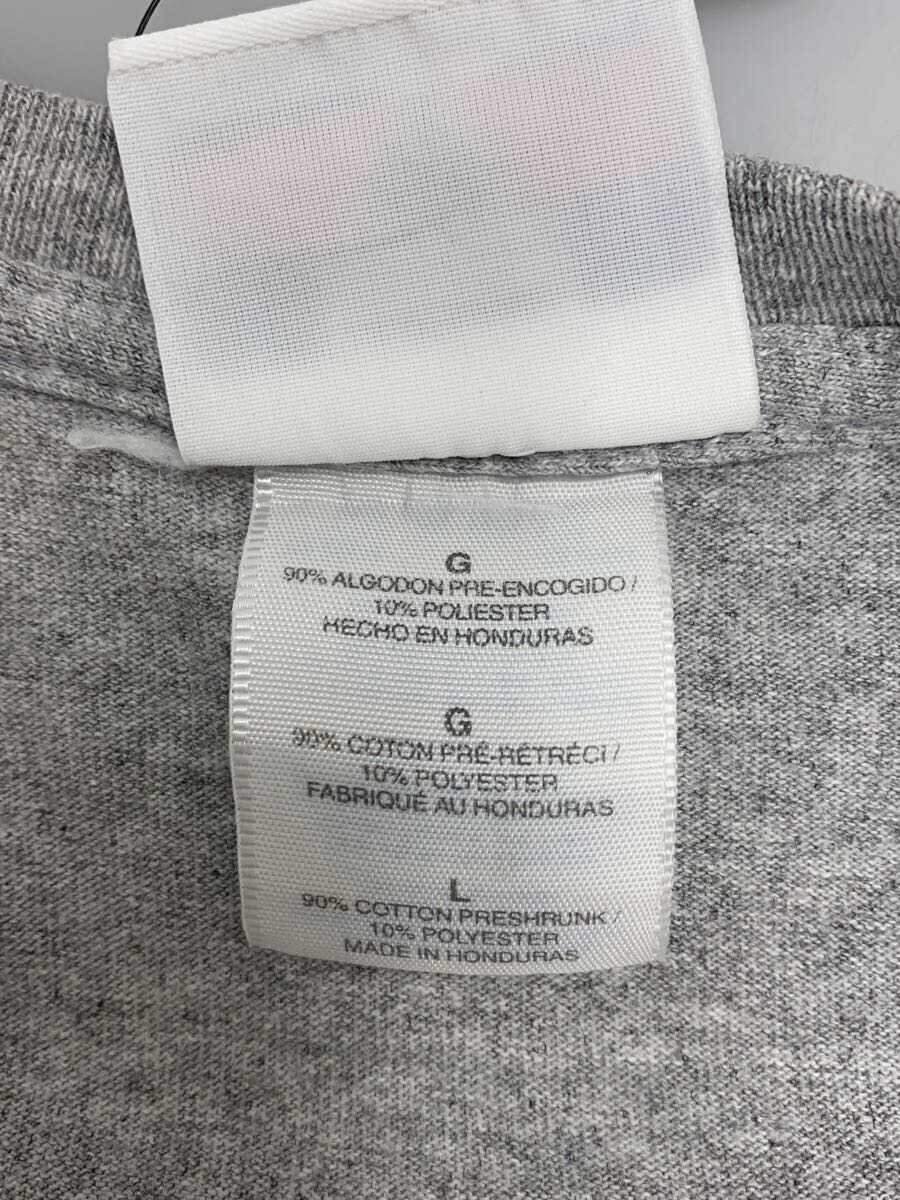 G
90% ALGODON PRE-ENCOGIDO /
10% POLIESTER
HECHO EN HONDURAS
G
90% COTON PRÉ-RÉTRÉCI /
10% POLYESTER
FABRIQUÉ AU HONDURAS
L
90% COTTON PRESHRUNK /
10% POLYESTER
MADE IN HONDURAS